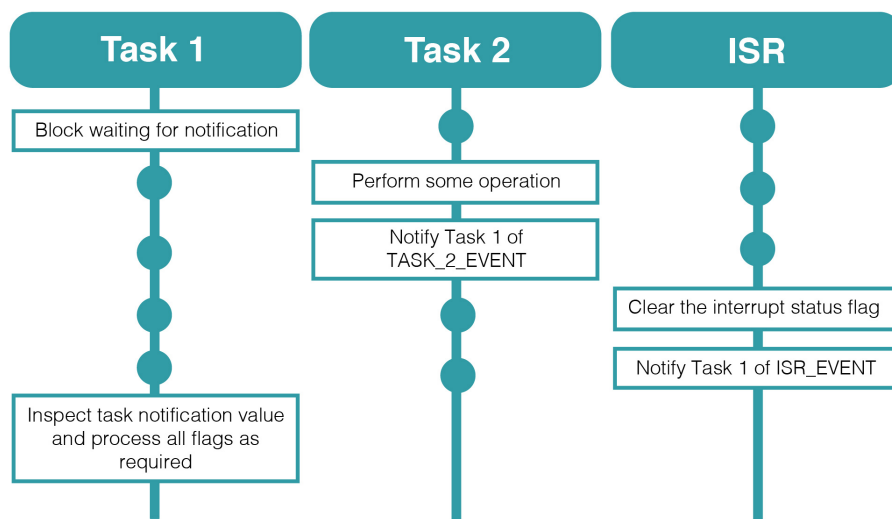 Task 1
Task 2
ISR
Block waiting for notification
Perform some operation
Notify Task 1 of
TASK_2_EVENT
Clear the interrupt status flag
Notify Task 1 of ISR_EVENT
Inspect task notification value
and process all flags as
required